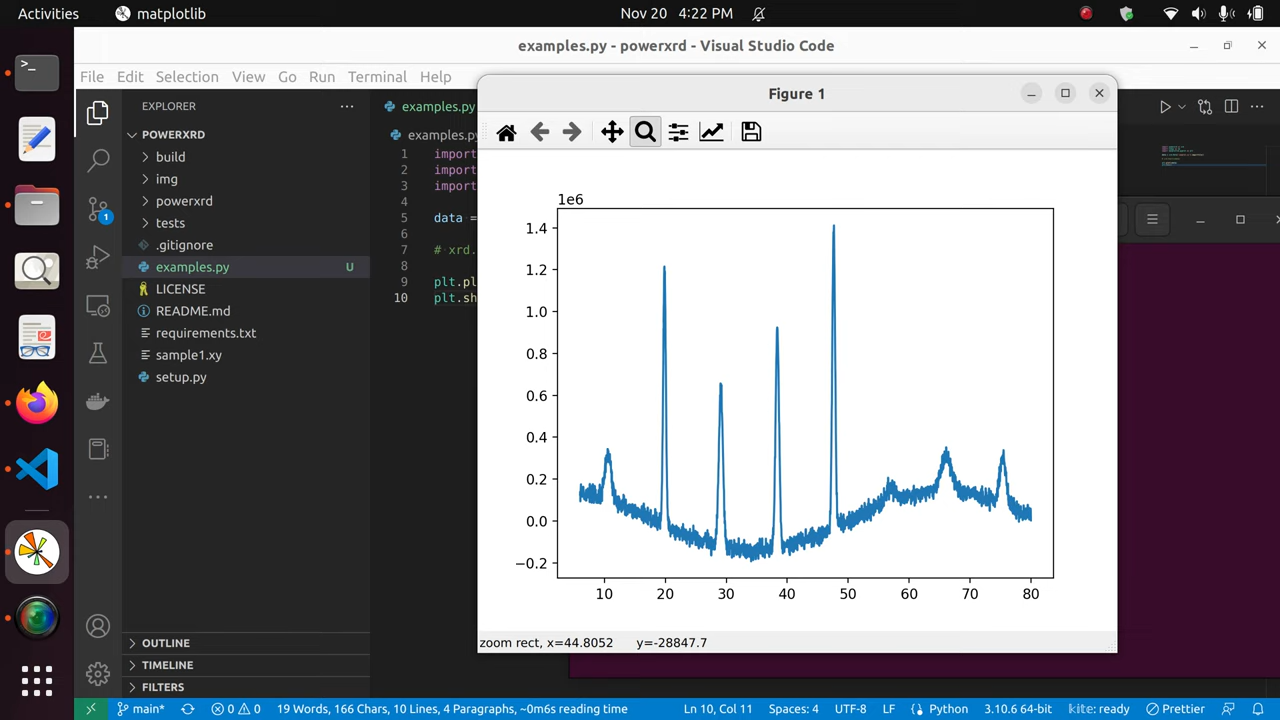 Activities
matplotlib
Nov 20 4:22 PM
examples.py - powerxrd - Visual Studio Code
File Edit Selection View Go Run Terminal Help
EXPLORER
POWERXRD
build
img
powerxrd
tests
.gitignore
examples.py U
LICENSE
README.md
requirements.txt
sample1.xy
setup.py
OUTLINE
TIMELINE
FILTERS
1
examples.py
examples.py
1 import
2 import
3 import
4
5 data =
6
7 # xrd.
8
9 plt.pl
10 plt.sh
Figure 1
1e6
1.4
1.2
1.0
0.8
0.6
0.4
0.2
0.0
−0.2
10 20 30 40 50 60 70 80
zoom rect, x=44.8052 y=-28847.7
main* 0 0 19 Words, 166 Chars, 10 Lines, 4 Paragraphs, ~0m6s reading time Ln 10, Col 11 Spaces: 4 UTF-8 LF Python 3.10.6 64-bit kite: ready Prettier